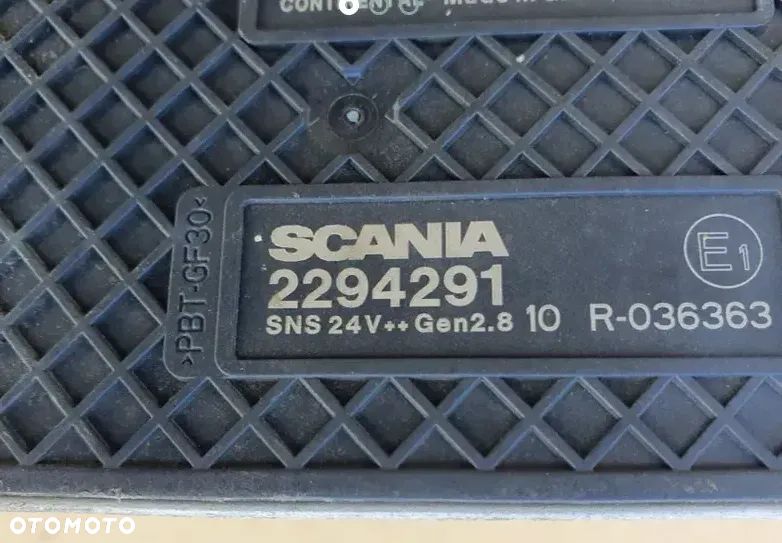 SCANIA
2294291
SNS 24V++ Gen2.8 10 R-036363
E1
>PBT-GF30<
OTOMOTO